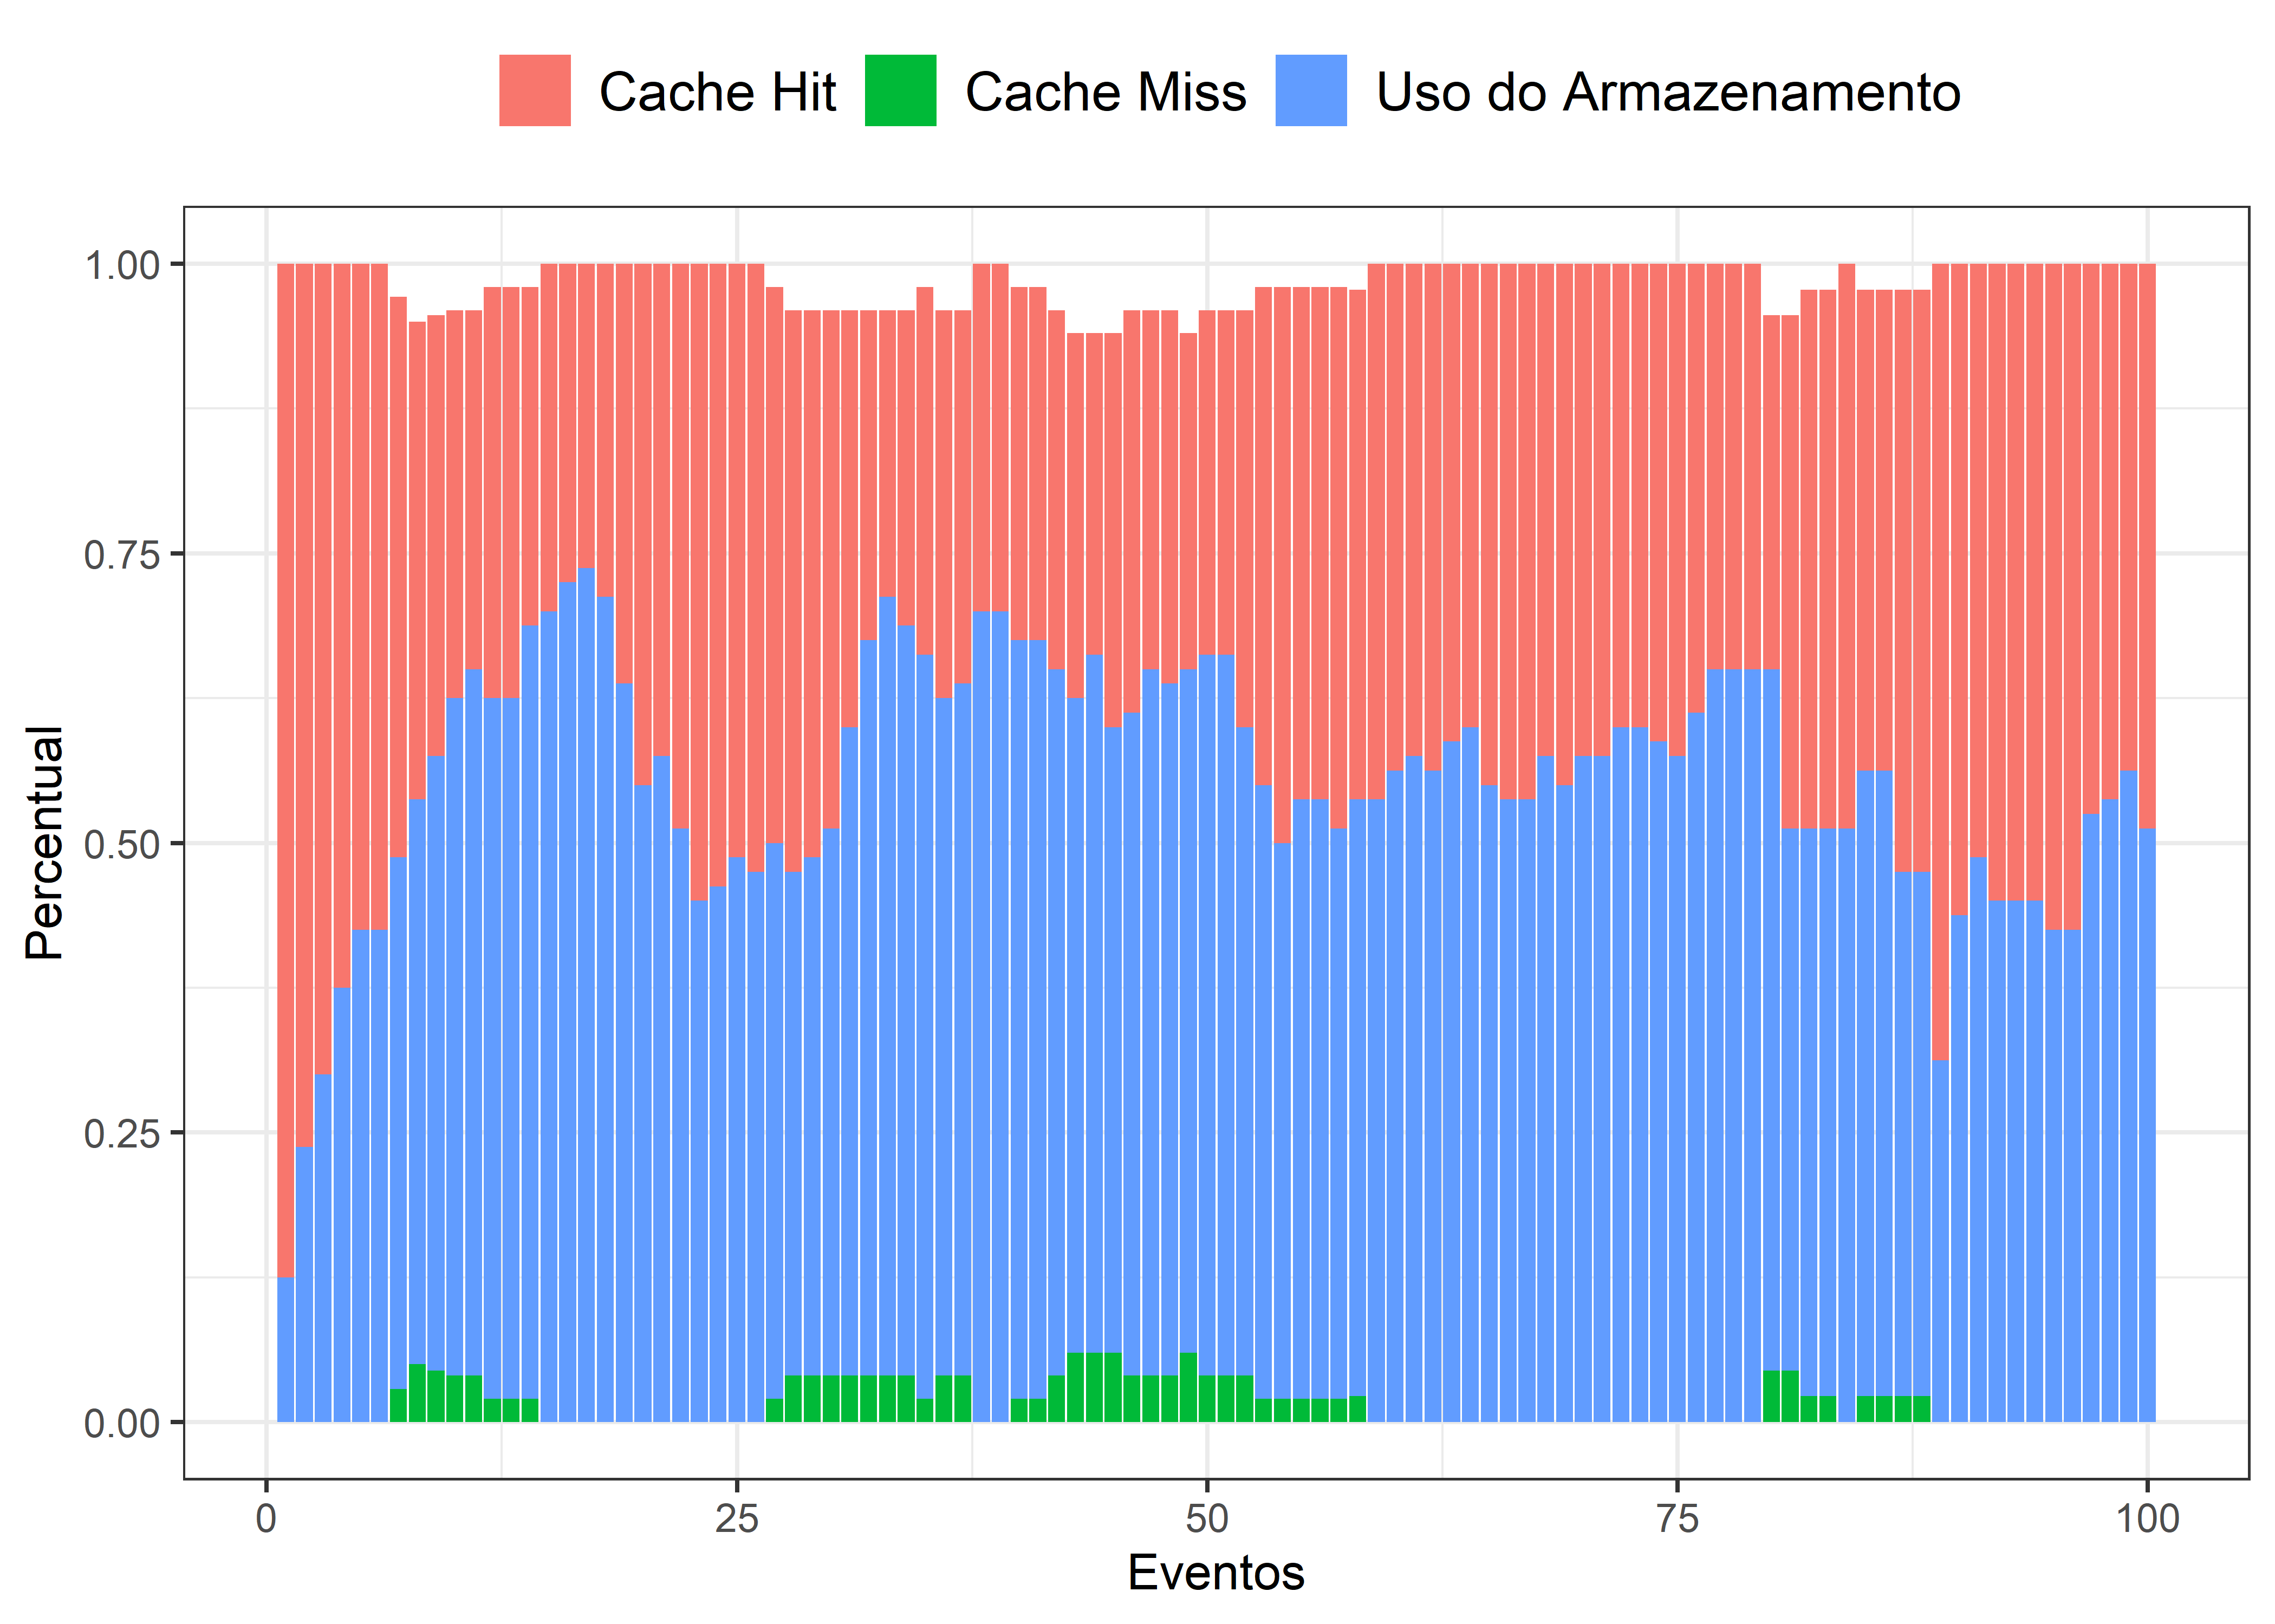 Cache Hit Cache Miss Uso do Armazenamento
1.00
0.75
0.50
0.25
0.00
Percentual
0 25 50 75 100
Eventos